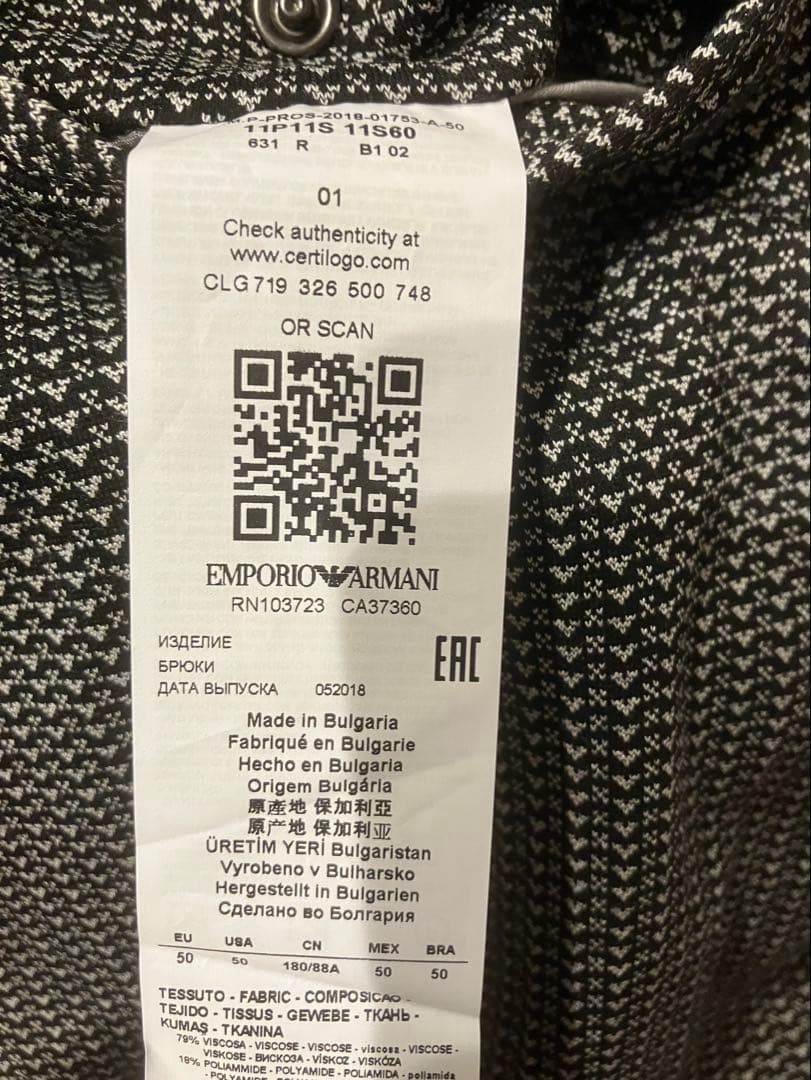 P-PROS-2018-01753-A-50
11P11S 11S60
631 R B1 02
01
Check authenticity at
www.certilogo.com
CLG 719 326 500 748
OR SCAN
EMPORIO ARMANI
RN103723 CA37360
ИЗДЕЛИЕ
БРЮКИ
EAC
ДАТА ВЫПУСКА 052018
Made in Bulgaria
Fabriqué en Bulgarie
Hecho en Bulgaria
Origem Bulgária
原產地 保加利亞
原产地 保加利亚
ÜRETİM YERİ Bulgaristan
Vyrobeno v Bulharsko
Hergestellt in Bulgarien
Сделано во Болгария
EU USA CN MEX BRA
50 50 180/88A 50 50
TESSUTO - FABRIC - COMPOSICAO -
TEJIDO - TISSUS - GEWEBE - ТКАНЬ -
KUMAŞ - TKANINA
79% VISCOSA - VISCOSE - VISCOSE - viscosa - VISCOSE -
VISKOSE - ВИСКОЗА - VİSKOZ - VISKÓZA
18% POLIAMMIDE - POLYAMIDE - POLIAMIDA - poliamida